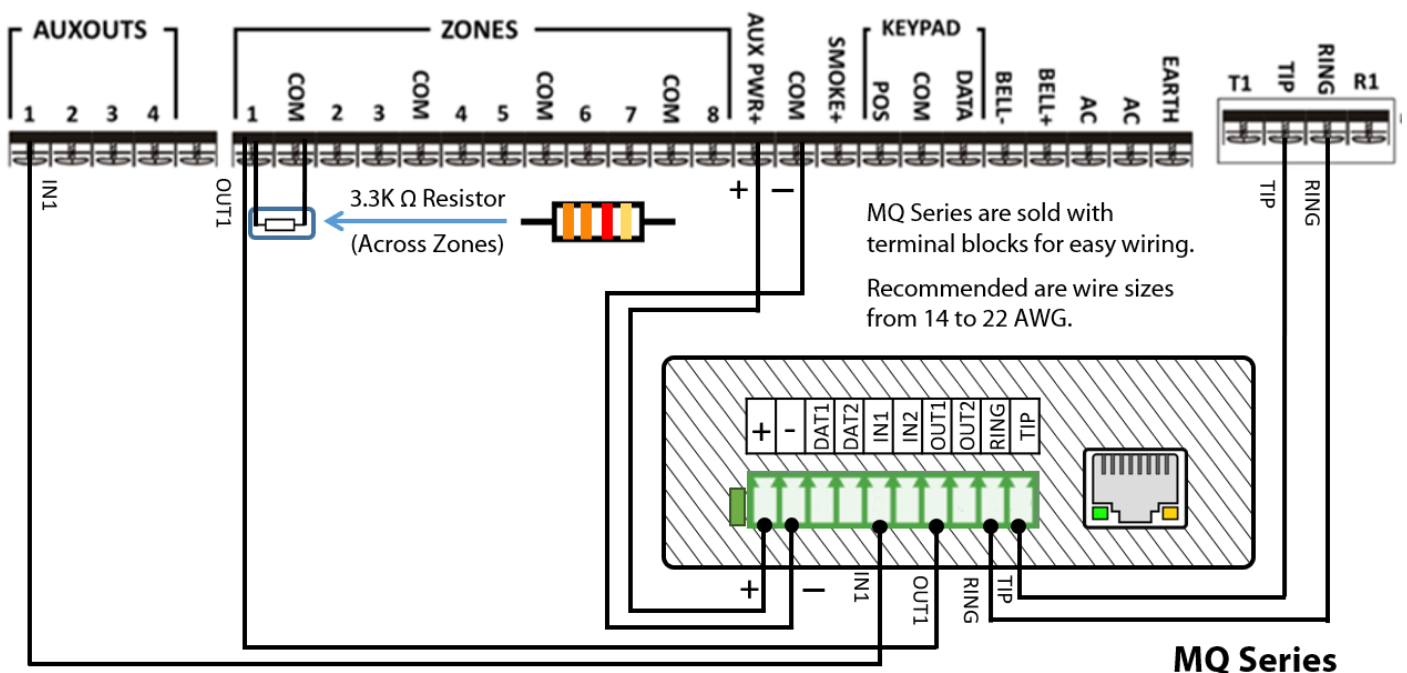 AUXOUTS
1 2 3 4
ZONES
1 COM 2 3 COM 4 5 COM 6 7 COM 8
AUX PWR+
COM
SMOKE+
KEYPAD
POS
COM
DATA
BELL-
BELL+
AC
AC
EARTH
T1 TIP RING R1
IN1
OUT1
3.3K Ω Resistor
(Across Zones)
+ −
TIP
RING
MQ Series are sold with
terminal blocks for easy wiring.
Recommended are wire sizes
from 14 to 22 AWG.
+ - DAT1 DAT2 IN1 IN2 OUT1 OUT2 RING TIP
+ − IN1 OUT1 RING TIP
MQ Series